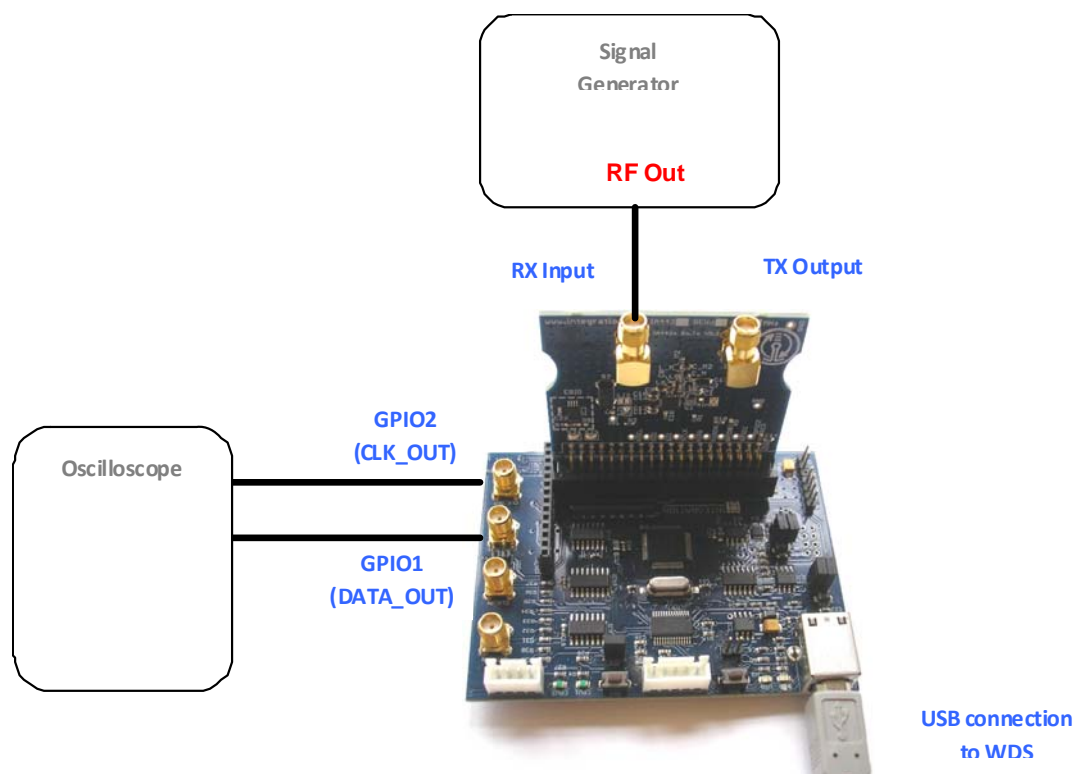 Signal
Generator
RF Out
RX Input
TX Output
GPIO2
(CLK_OUT)
Oscilloscope
GPIO1
(DATA_OUT)
USB connection
to WDS